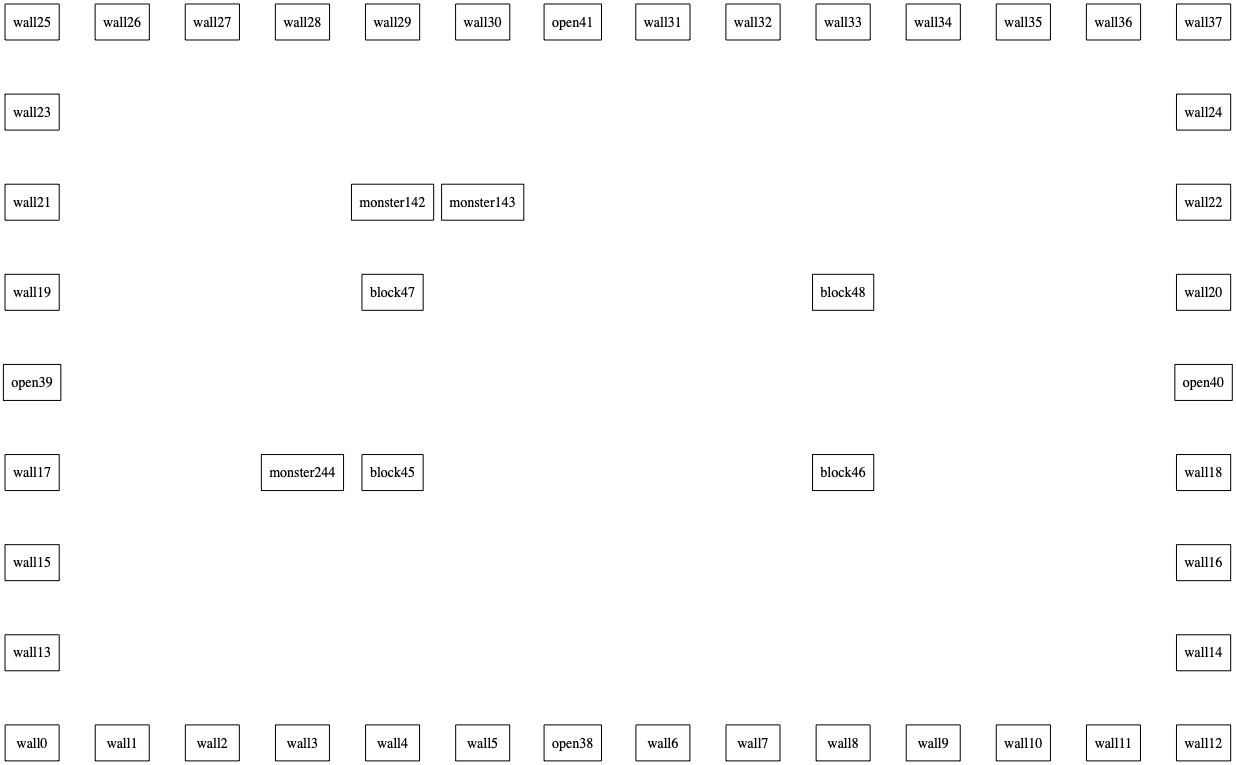 wall25 wall26 wall27 wall28 wall29 wall30 open41 wall31 wall32 wall33 wall34 wall35 wall36 wall37
wall23 wall24
wall21 monster142 monster143 wall22
wall19 block47 block48 wall20
open39 open40
wall17 monster244 block45 block46 wall18
wall15 wall16
wall13 wall14
wall0 wall1 wall2 wall3 wall4 wall5 open38 wall6 wall7 wall8 wall9 wall10 wall11 wall12